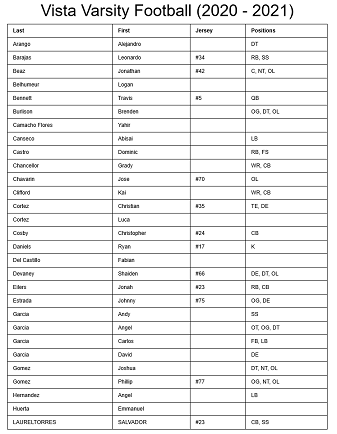 Vista Varsity Football (2020 - 2021)
Last First Jersey Positions
Arango Alejandro DT
Barajas Leonardo #34 RB, SS
Beaz Jonathan #42 C, NT, OL
Belhumeur Logan
Bennett Travis #5 QB
Burrison Brenden OG, DT, OL
Camacho Flores Yahir
Canseco Abisai LB
Castro Dominic RB, FS
Chancellor Grady WR, CB
Chavarin Jose #70 OL
Clifford Kai WR, CB
Cortez Christian #35 TE, DE
Cortez Luca
Cosby Christopher #24 CB
Daniels Ryan #17 K
Del Castillo Fabian
Devaney Shaiden #66 DE, DT, OL
Eilers Jonah #23 RB, CB
Estrada Johnny #75 OG, DE
Garcia Andy SS
Garcia Angel OT, OG, DT
Garcia Carlos FB, LB
Garcia David DE
Gomez Joshua DT, NT, OL
Gomez Phillip #77 OG, NT, OL
Hernandez Angel LB
Huerta Emmanuel
LAURELTORRES SALVADOR #23 CB, SS